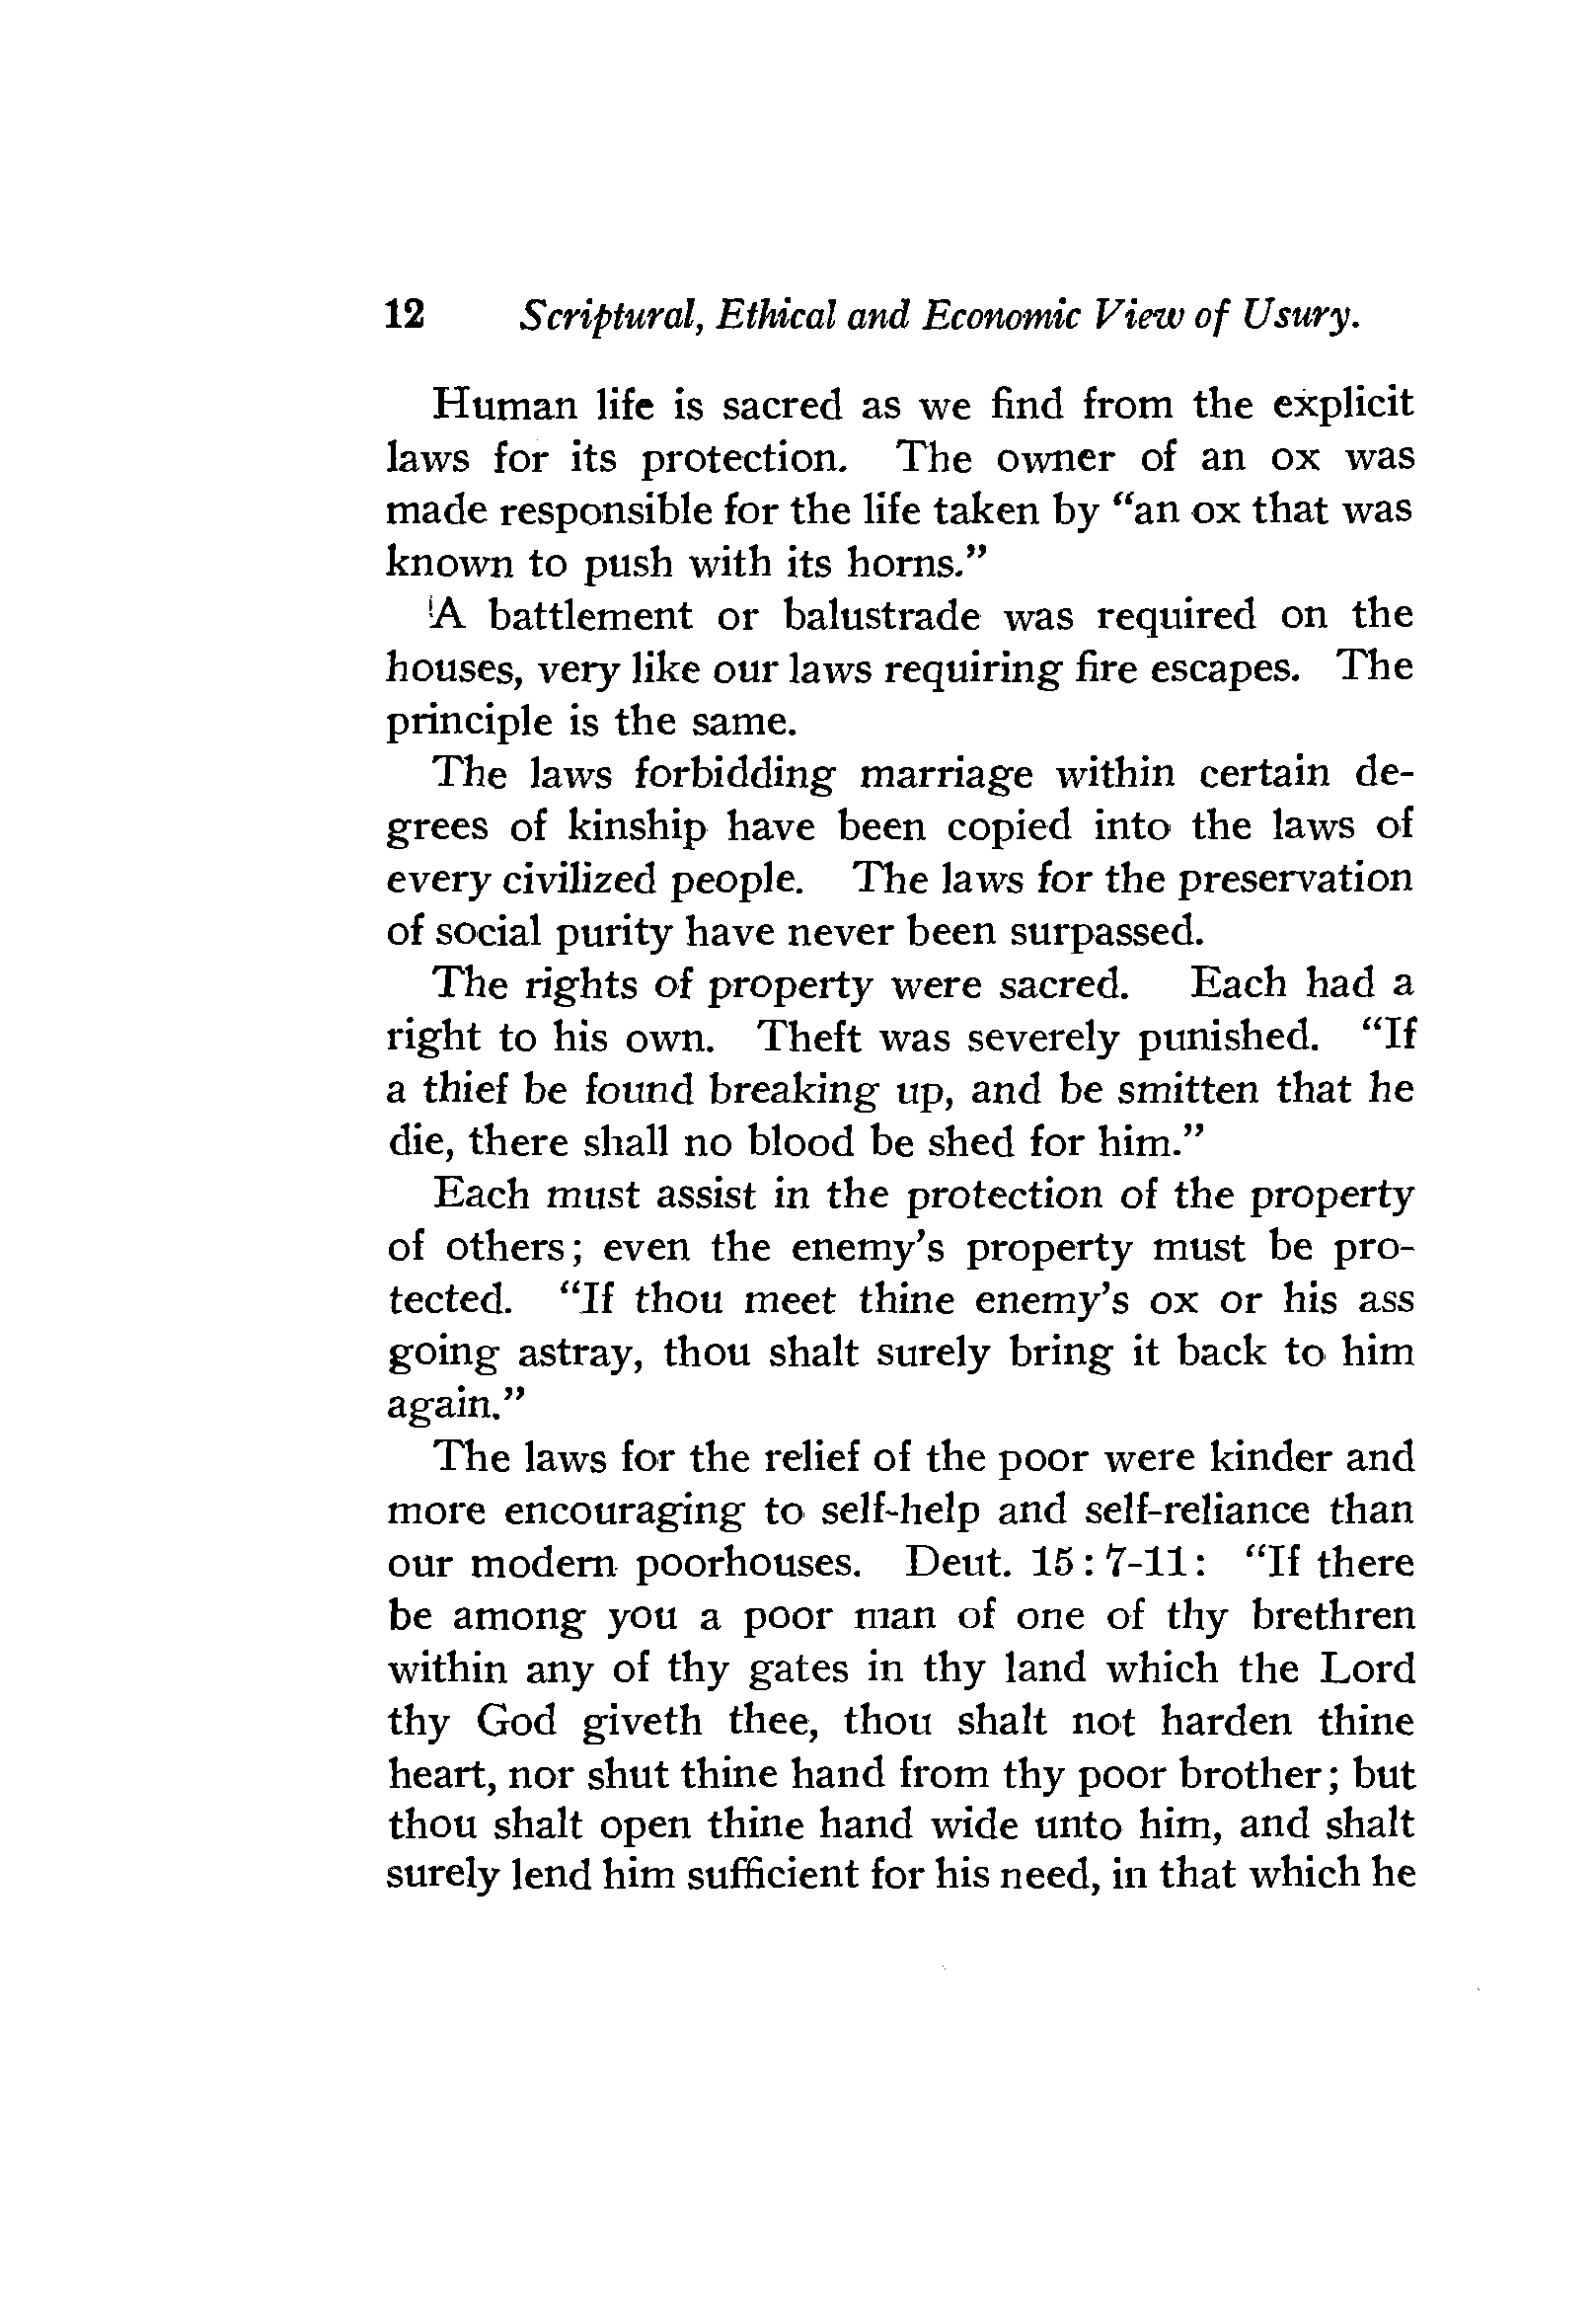 12 Scriptural, Ethical and Economic View of Usury.
Human life is sacred as we find from the explicit
laws for its protection. The owner of an ox was
made responsible for the life taken by “an ox that was
known to push with its horns.”
A battlement or balustrade was required on the
houses, very like our laws requiring fire escapes. The
principle is the same.
The laws forbidding marriage within certain de-
grees of kinship have been copied into the laws of
every civilized people. The laws for the preservation
of social purity have never been surpassed.
The rights of property were sacred. Each had a
right to his own. Theft was severely punished. “If
a thief be found breaking up, and be smitten that he
die, there shall no blood be shed for him.”
Each must assist in the protection of the property
of others; even the enemy’s property must be pro-
tected. “If thou meet thine enemy’s ox or his ass
going astray, thou shalt surely bring it back to him
again.”
The laws for the relief of the poor were kinder and
more encouraging to self-help and self-reliance than
our modern poorhouses. Deut. 15:7-11: “If there
be among you a poor man of one of thy brethren
within any of thy gates in thy land which the Lord
thy God giveth thee, thou shalt not harden thine
heart, nor shut thine hand from thy poor brother; but
thou shalt open thine hand wide unto him, and shalt
surely lend him sufficient for his need, in that which he